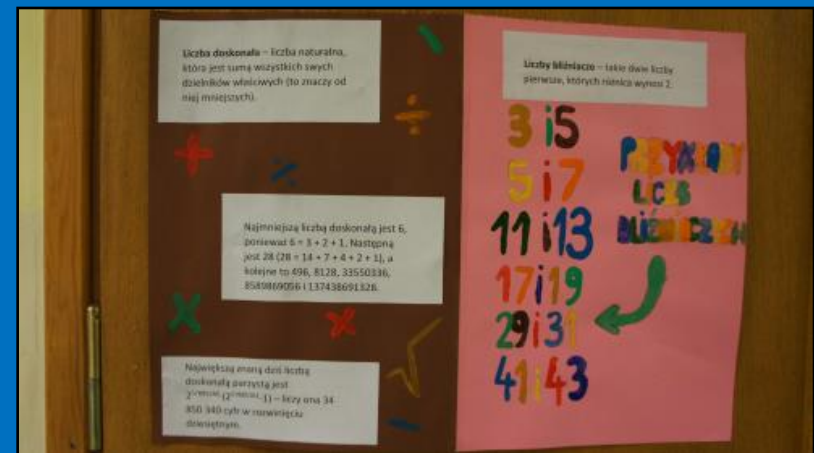 Liczba doskonała – liczba naturalna,
która jest sumą wszystkich swych
dzielników właściwych (to znaczy od
niej mniejszych).
Najmniejszą liczbą doskonałą jest 6,
ponieważ 6 = 3 + 2 + 1. Następną
jest 28 (28 = 14 + 7 + 4 + 2 + 1), a
kolejne to 496, 8128, 33550336,
8589869056 i 137438691328.
Największą znaną dziś liczbą
doskonałą parzystą jest
– liczy ona 34
850 340 cyfr w rozwinięciu
dziesiętnym.
Liczby bliźniacze – takie dwie liczby
pierwsze, których różnica wynosi 2.
3 i 5
5 i 7
11 i 13
17 i 19
29 i 31
41 i 43
PRZYKŁADY
LICZB
BLIŹNIACZYCH